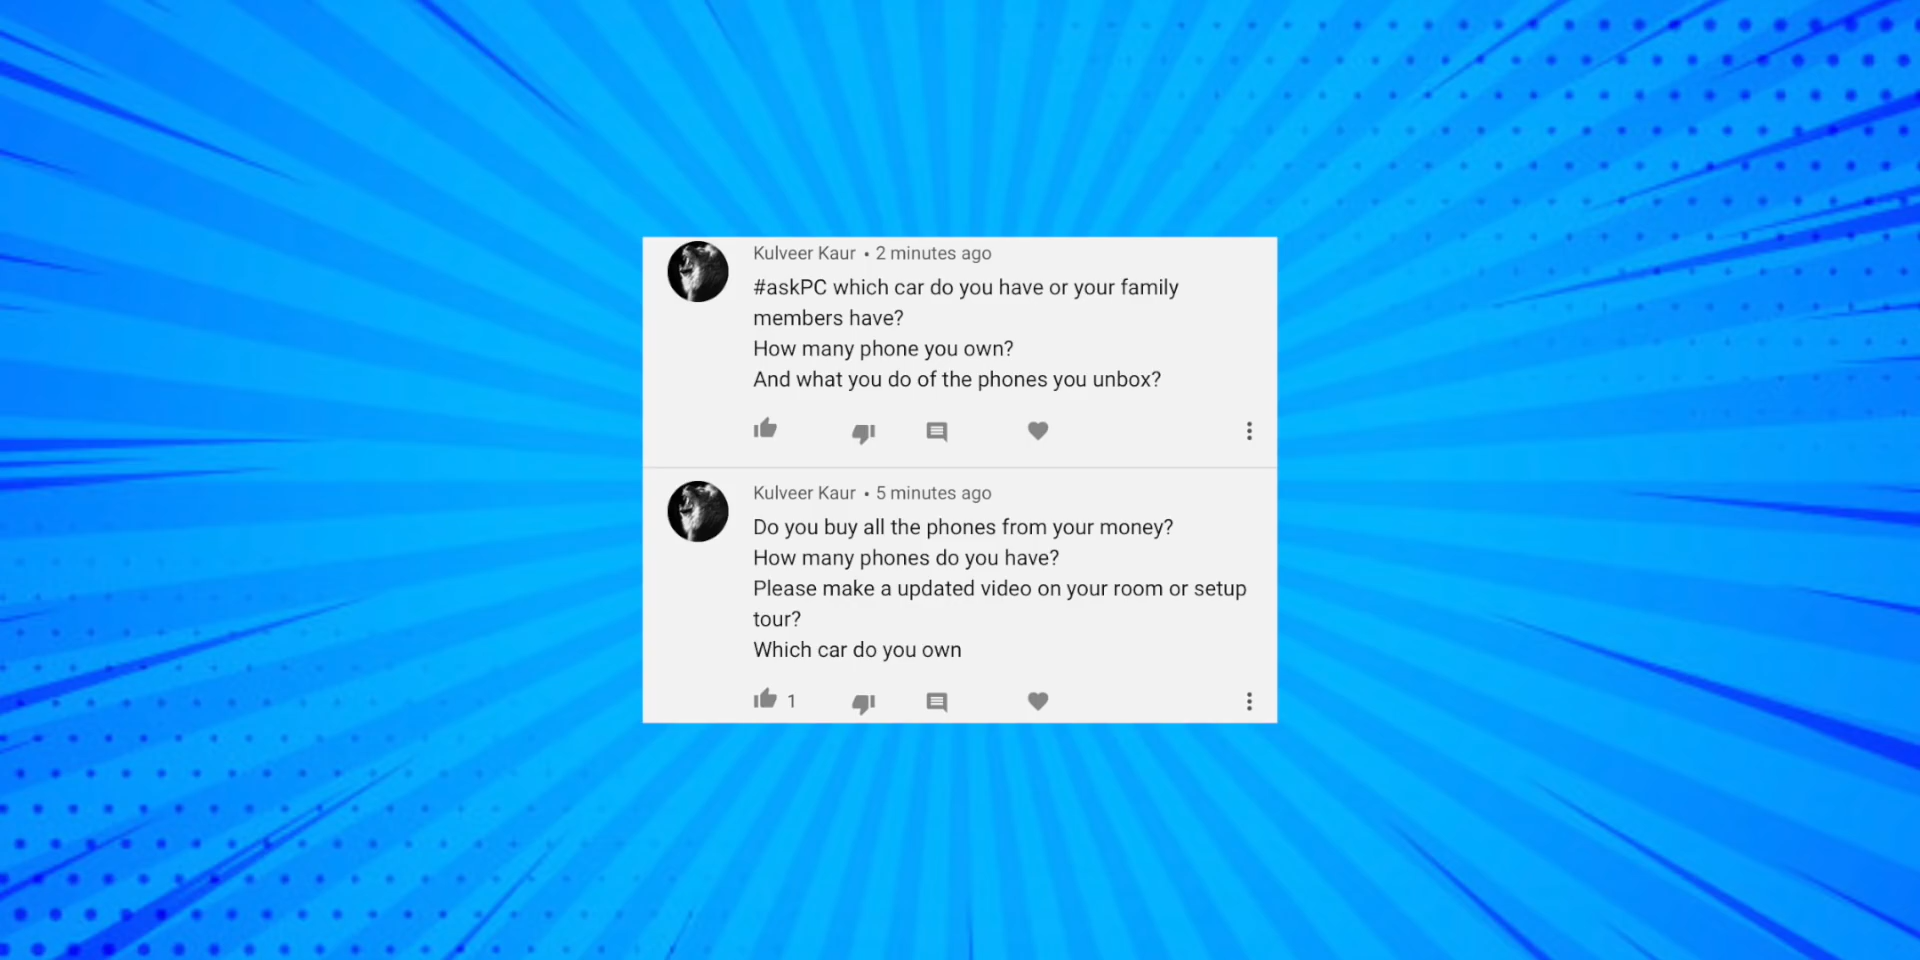 Kulveer Kaur • 2 minutes ago
#askPC which car do you have or your family
members have?
How many phone you own?
And what you do of the phones you unbox?
Kulveer Kaur • 5 minutes ago
Do you buy all the phones from your money?
How many phones do you have?
Please make a updated video on your room or setup
tour?
Which car do you own
1